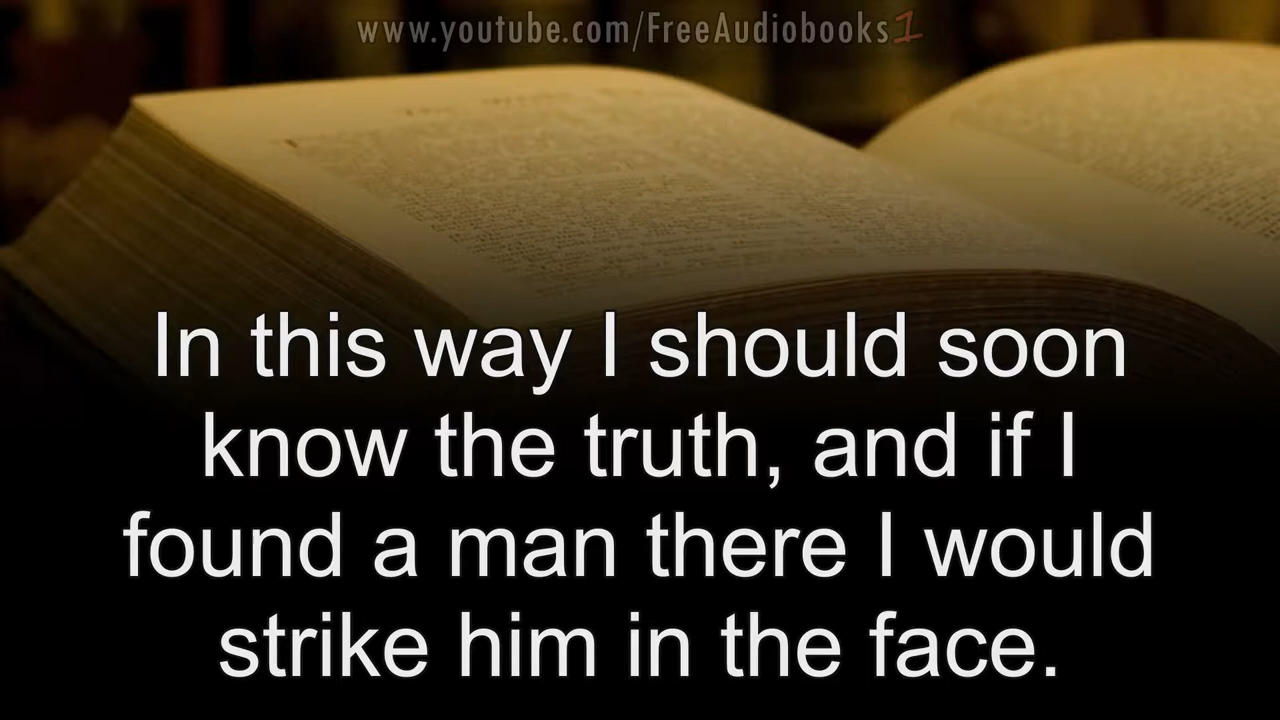 www.youtube.com/FreeAudiobooks1
In this way I should soon
know the truth, and if I
found a man there I would
strike him in the face.